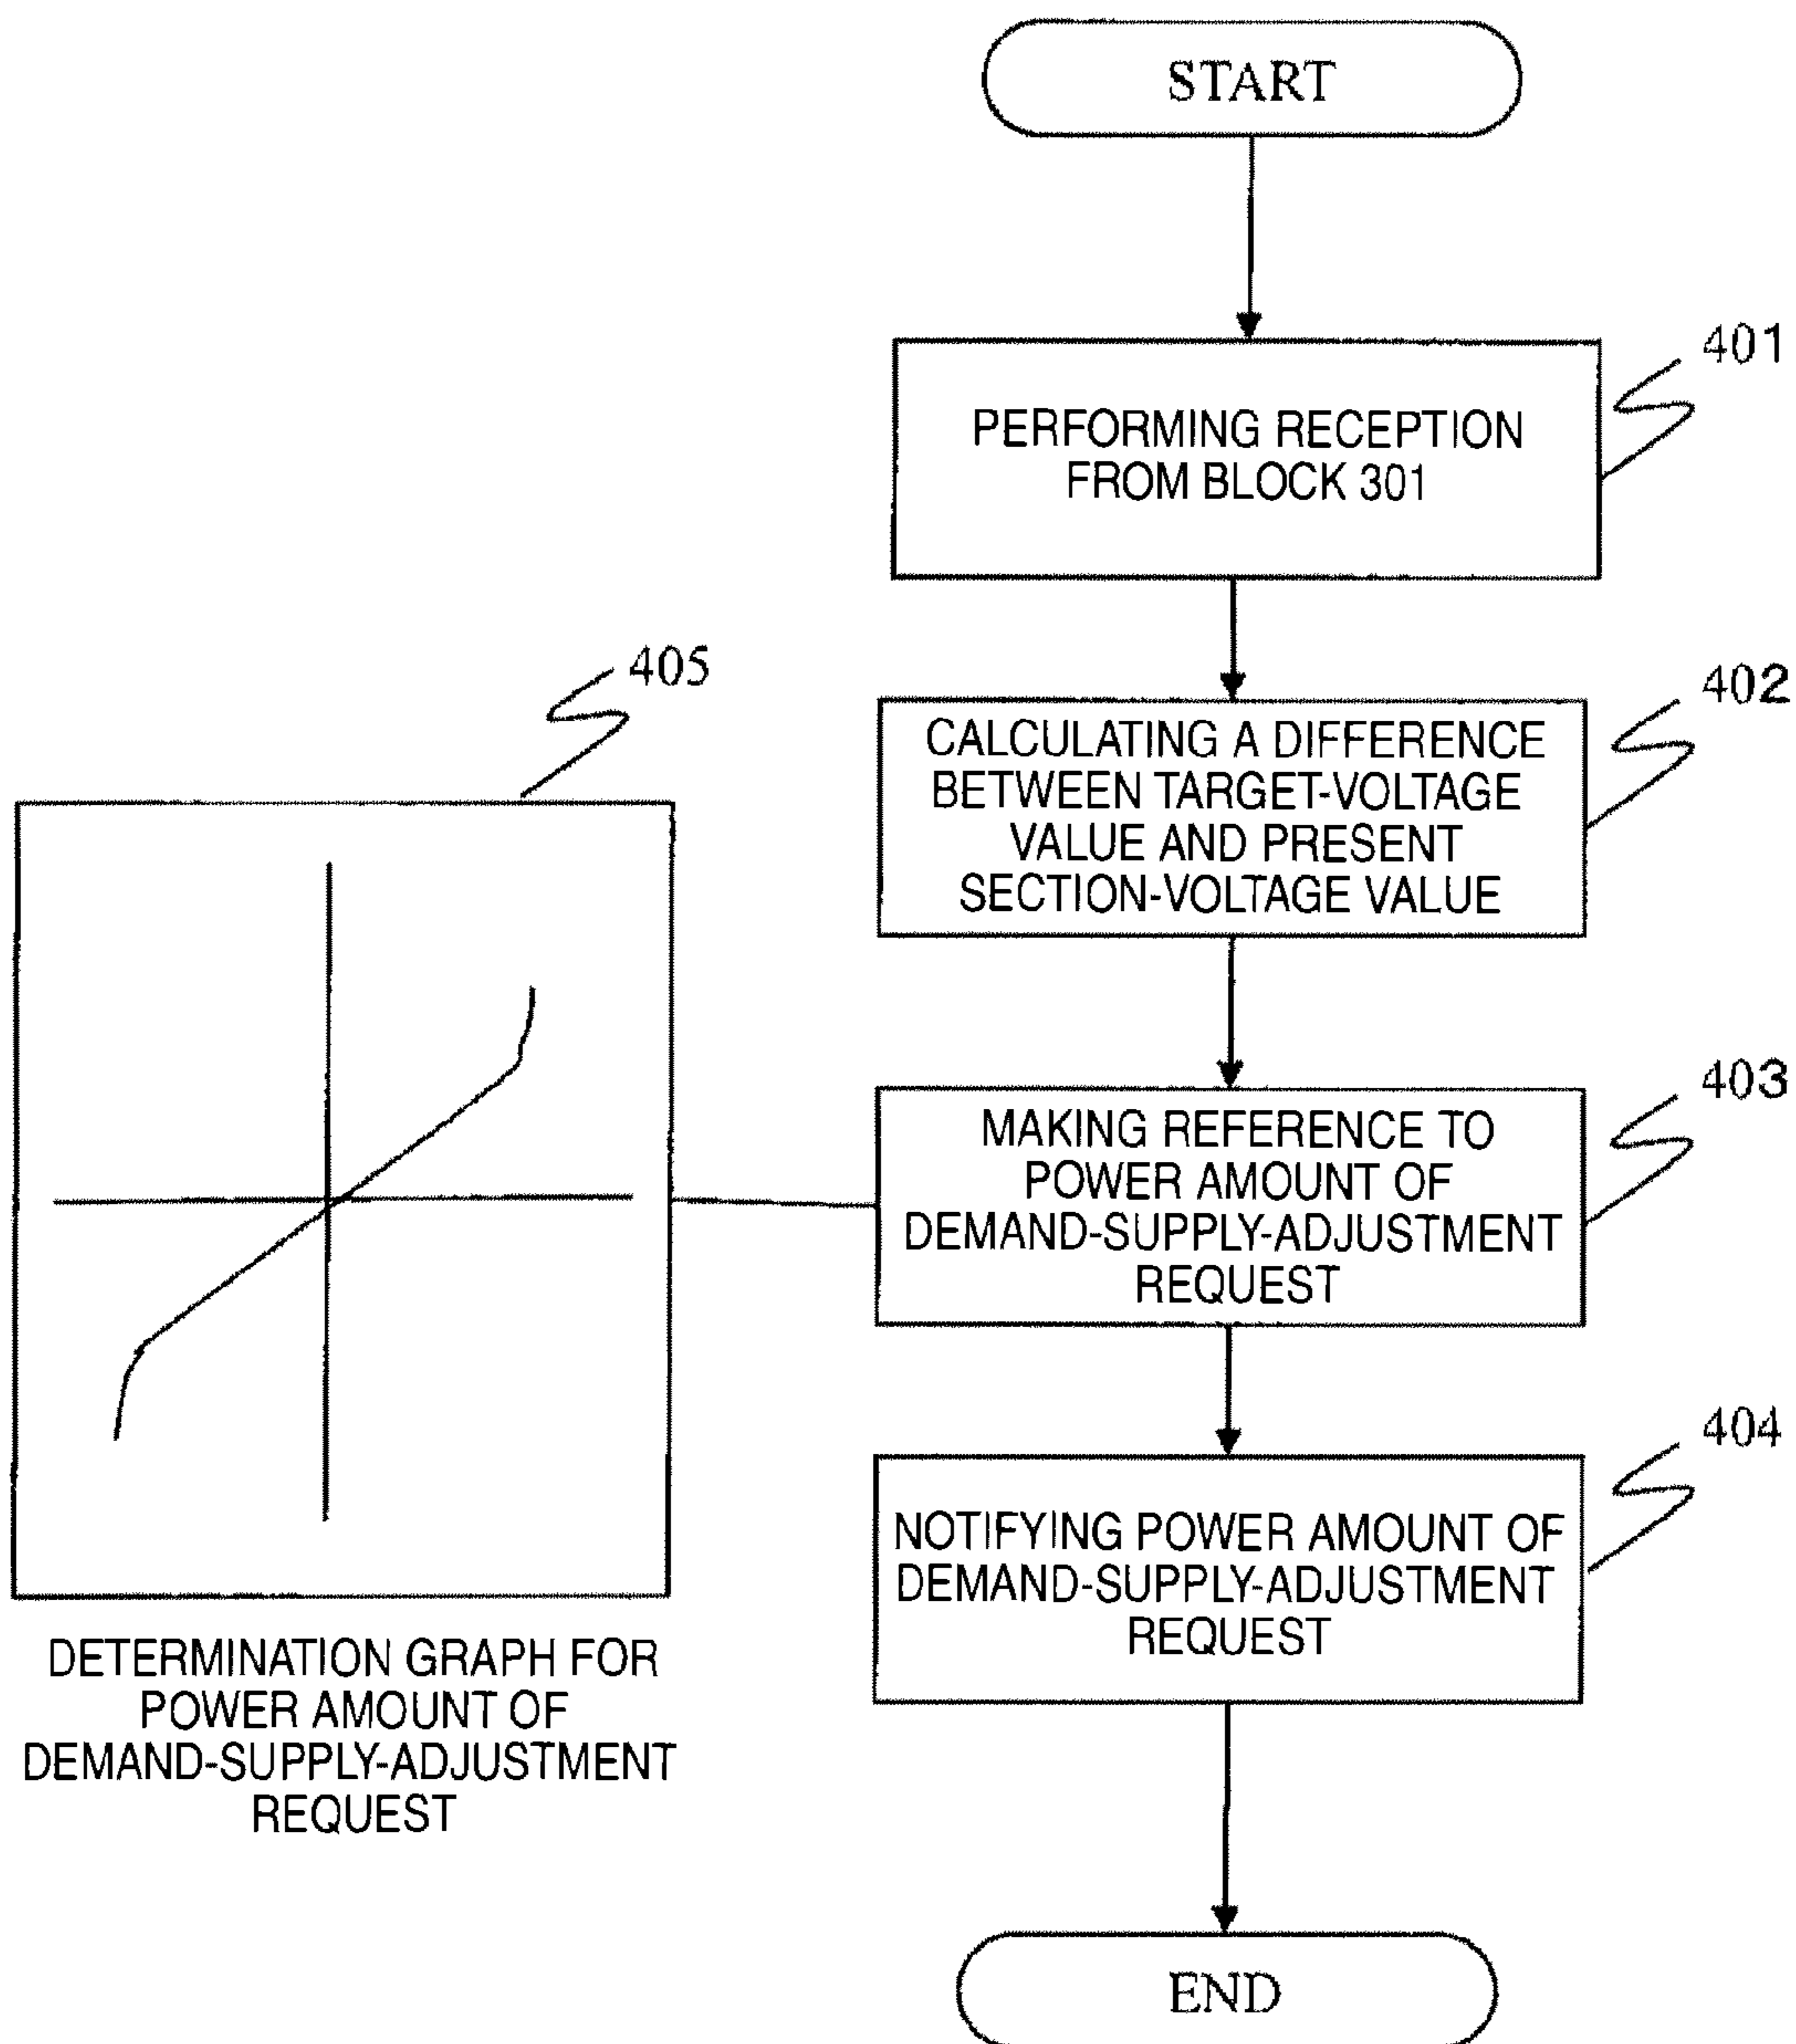 START
401
PERFORMING RECEPTION
FROM BLOCK 301
402
CALCULATING A DIFFERENCE
BETWEEN TARGET-VOLTAGE
VALUE AND PRESENT
SECTION-VOLTAGE VALUE
403
MAKING REFERENCE TO
POWER AMOUNT OF
DEMAND-SUPPLY-ADJUSTMENT
REQUEST
404
NOTIFYING POWER AMOUNT OF
DEMAND-SUPPLY-ADJUSTMENT
REQUEST
END
405
DETERMINATION GRAPH FOR
POWER AMOUNT OF
DEMAND-SUPPLY-ADJUSTMENT
REQUEST